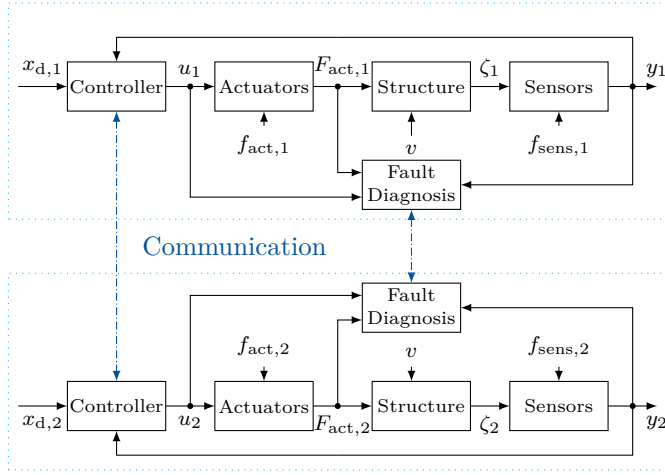 x_{d,1}
u_1
F_{act,1}
ζ_1
y_1
Controller
Actuators
Structure
Sensors
f_{act,1}
v
f_{sens,1}
Fault
Diagnosis
Communication
Fault
Diagnosis
f_{act,2}
v
f_{sens,2}
Controller
Actuators
Structure
Sensors
x_{d,2}
u_2
F_{act,2}
ζ_2
y_2